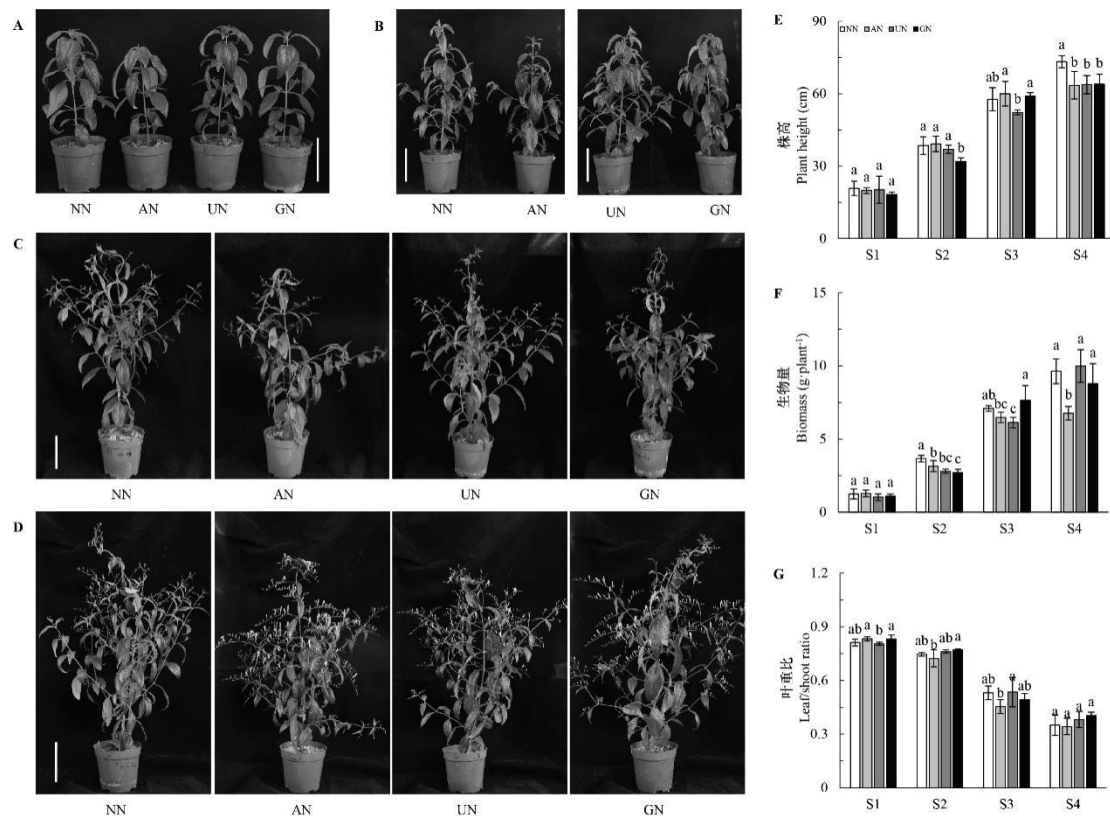 A
NN AN UN GN
B
NN AN UN GN
C
NN AN UN GN
D
NN AN UN GN
E
NN AN UN GN
株高
Plant height (cm)
90
60
30
0
a a a a
a a a b
ab a b a
a b b b
S1 S2 S3 S4
F
生物量
Biomass (g·plant⁻¹)
15
10
5
0
a a a a
a b bc c
ab bc c a
a b a a
S1 S2 S3 S4
G
叶重比
Leaf/shoot ratio
1.2
0.9
0.6
0.3
0
ab a b a
ab b ab a
ab b a ab
a a a a
S1 S2 S3 S4